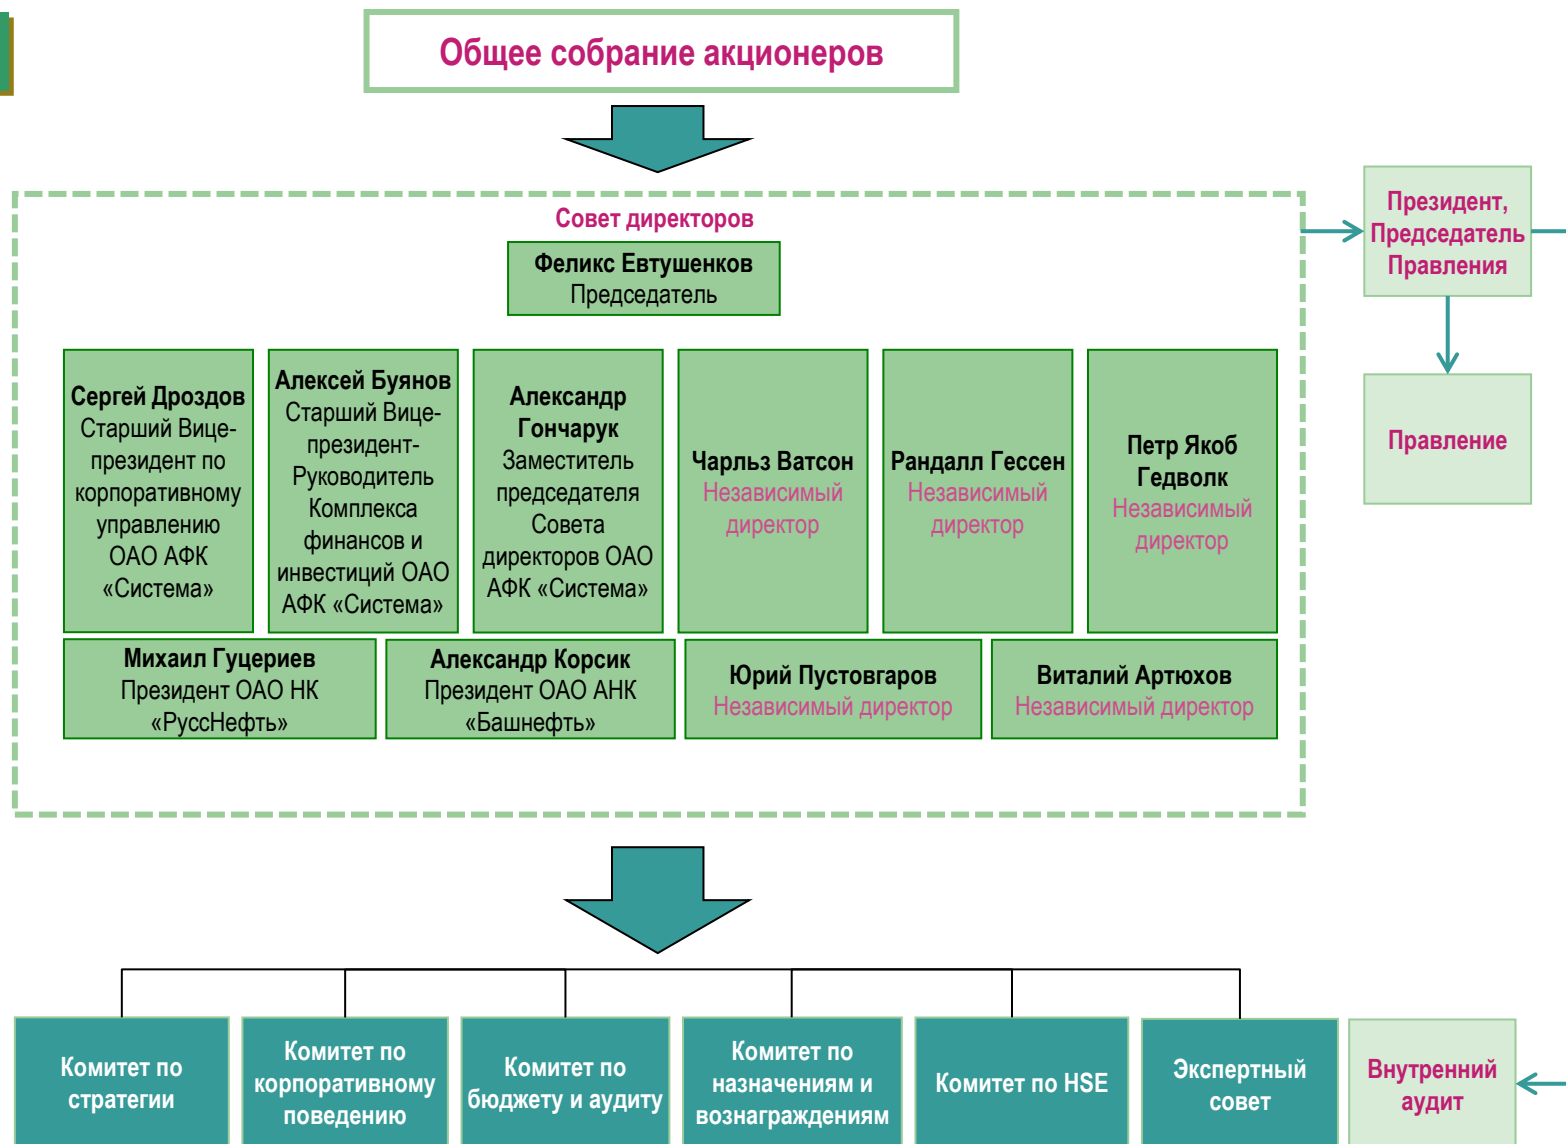 Общее собрание акционеров
Совет директоров
Феликс Евтушенков
Председатель
Президент,
Председатель
Правления
Правление
Сергей Дроздов
Старший Вице-
президент по
корпоративному
управлению
ОАО АФК
«Система»
Алексей Буянов
Старший Вице-
президент-
Руководитель
Комплекса
финансов и
инвестиций ОАО
АФК «Система»
Александр
Гончарук
Заместитель
председателя
Совета
директоров ОАО
АФК «Система»
Чарльз Ватсон
Независимый
директор
Рандалл Гессен
Независимый
директор
Петр Якоб
Гедволк
Независимый
директор
Михаил Гуцериев
Президент ОАО НК
«РуссНефть»
Александр Корсик
Президент ОАО АНК
«Башнефть»
Юрий Пустовгаров
Независимый директор
Виталий Артюхов
Независимый директор
Комитет по
стратегии
Комитет по
корпоративному
поведению
Комитет по
бюджету и аудиту
Комитет по
назначениям и
вознаграждениям
Комитет по HSE
Экспертный
совет
Внутренний
аудит